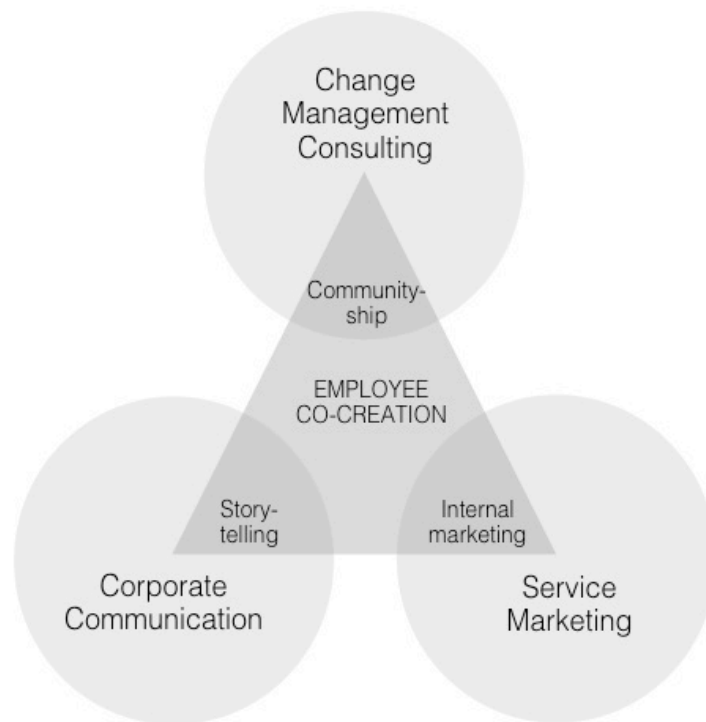 Change
Management
Consulting
Community-
ship
EMPLOYEE
CO-CREATION
Story-
telling
Internal
marketing
Corporate
Communication
Service
Marketing